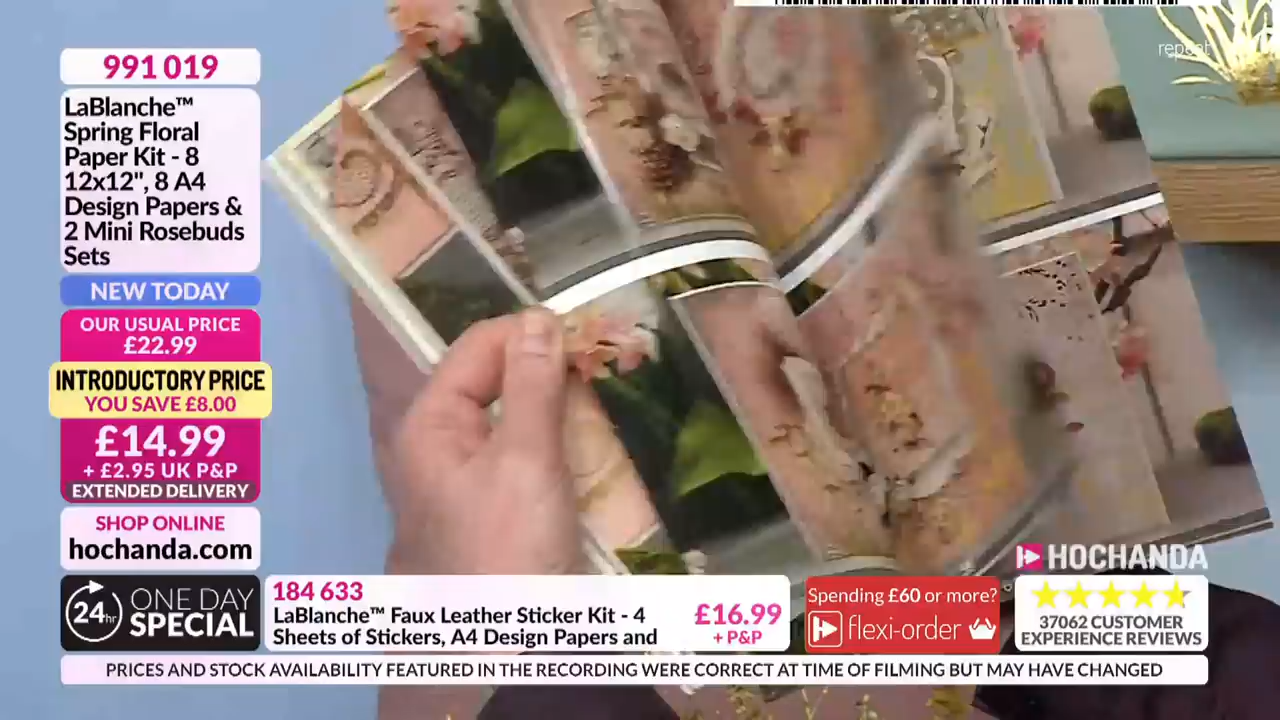 repeat
991 019
LaBlanche™
Spring Floral
Paper Kit - 8
12x12", 8 A4
Design Papers &
2 Mini Rosebuds
Sets
NEW TODAY
OUR USUAL PRICE
£22.99
INTRODUCTORY PRICE
YOU SAVE £8.00
£14.99
+ £2.95 UK P&P
EXTENDED DELIVERY
SHOP ONLINE
hochanda.com
HOCHANDA
24hr ONE DAY
SPECIAL
184 633
LaBlanche™ Faux Leather Sticker Kit - 4
Sheets of Stickers, A4 Design Papers and
£16.99
+ P&P
Spending £60 or more?
flexi-order
37062 CUSTOMER
EXPERIENCE REVIEWS
PRICES AND STOCK AVAILABILITY FEATURED IN THE RECORDING WERE CORRECT AT TIME OF FILMING BUT MAY HAVE CHANGED